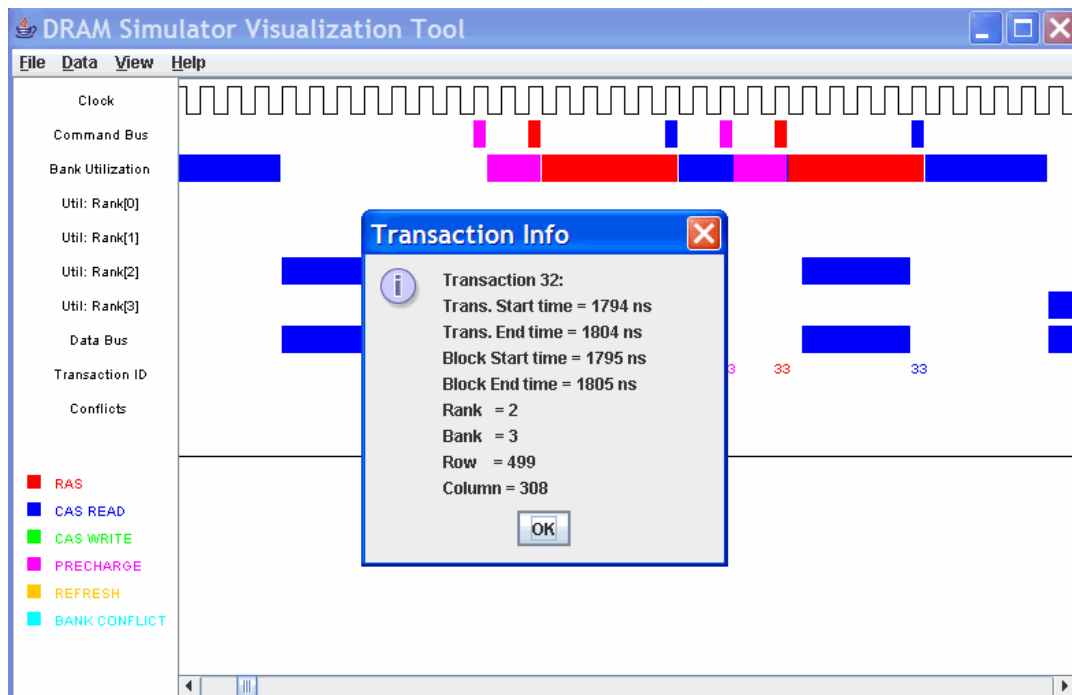 DRAM Simulator Visualization Tool
File Data View Help
Clock
Command Bus
Bank Utilization
Util: Rank[0]
Util: Rank[1]
Util: Rank[2]
Util: Rank[3]
Data Bus
Transaction ID
3 33 33
Conflicts
Transaction Info
Transaction 32:
Trans. Start time = 1794 ns
Trans. End time = 1804 ns
Block Start time = 1795 ns
Block End time = 1805 ns
Rank = 2
Bank = 3
Row = 499
Column = 308
OK
RAS
CAS READ
CAS WRITE
PRECHARGE
REFRESH
BANK CONFLICT